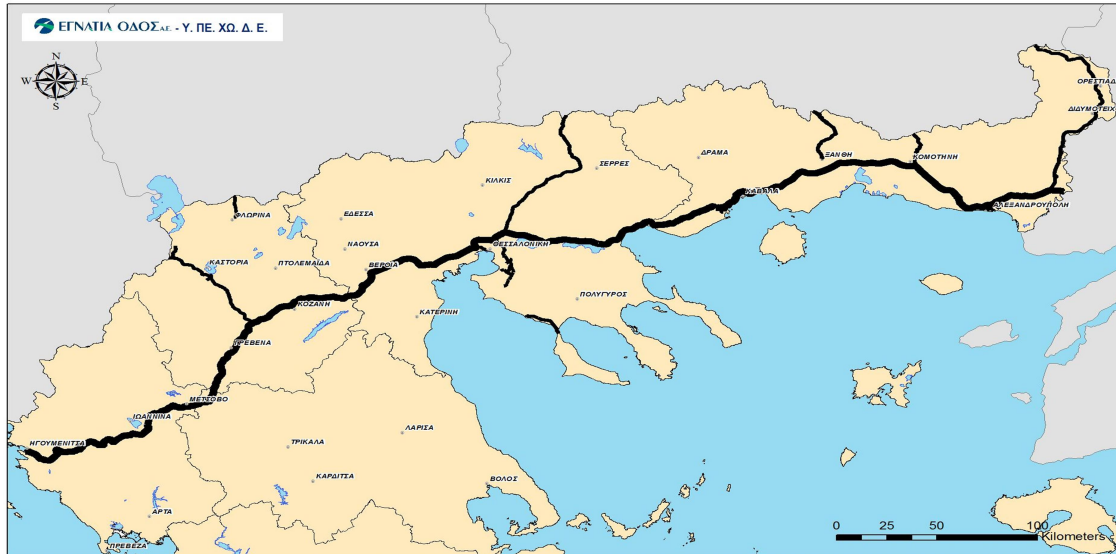 ΕΓΝΑΤΙΑ ΟΔΟΣ Α.Ε. - Υ. ΠΕ. ΧΩ. Δ. Ε.
N
W E
S
ΟΡΕΣΤΙΑΔ
ΔΙΔΥΜΟΤΕΙΧ
ΔΡΑΜΑ
ΞΑΝΘΗ
ΚΟΜΟΤΗΝΗ
ΣΕΡΡΕΣ
ΚΙΛΚΙΣ
ΚΑΒΑΛΑ
ΑΛΕΞΑΝΔΡΟΥΠΟΛΗ
ΦΛΩΡΙΝΑ
ΕΔΕΣΣΑ
ΝΑΟΥΣΑ
ΘΕΣΣΑΛΟΝΙΚΗ
ΚΑΣΤΟΡΙΑ
ΠΤΟΛΕΜΑΪΔΑ
ΒΕΡΟΙΑ
ΠΟΛΥΓΥΡΟΣ
ΚΟΖΑΝΗ
ΚΑΤΕΡΙΝΗ
ΓΡΕΒΕΝΑ
ΜΕΤΣΟΒΟ
ΙΩΑΝΝΙΝΑ
ΗΓΟΥΜΕΝΙΤΣΑ
ΤΡΙΚΑΛΑ
ΛΑΡΙΣΑ
ΚΑΡΔΙΤΣΑ
ΒΟΛΟΣ
ΑΡΤΑ
ΠΡΕΒΕΖΑ
0 25 50 100
Kilometers